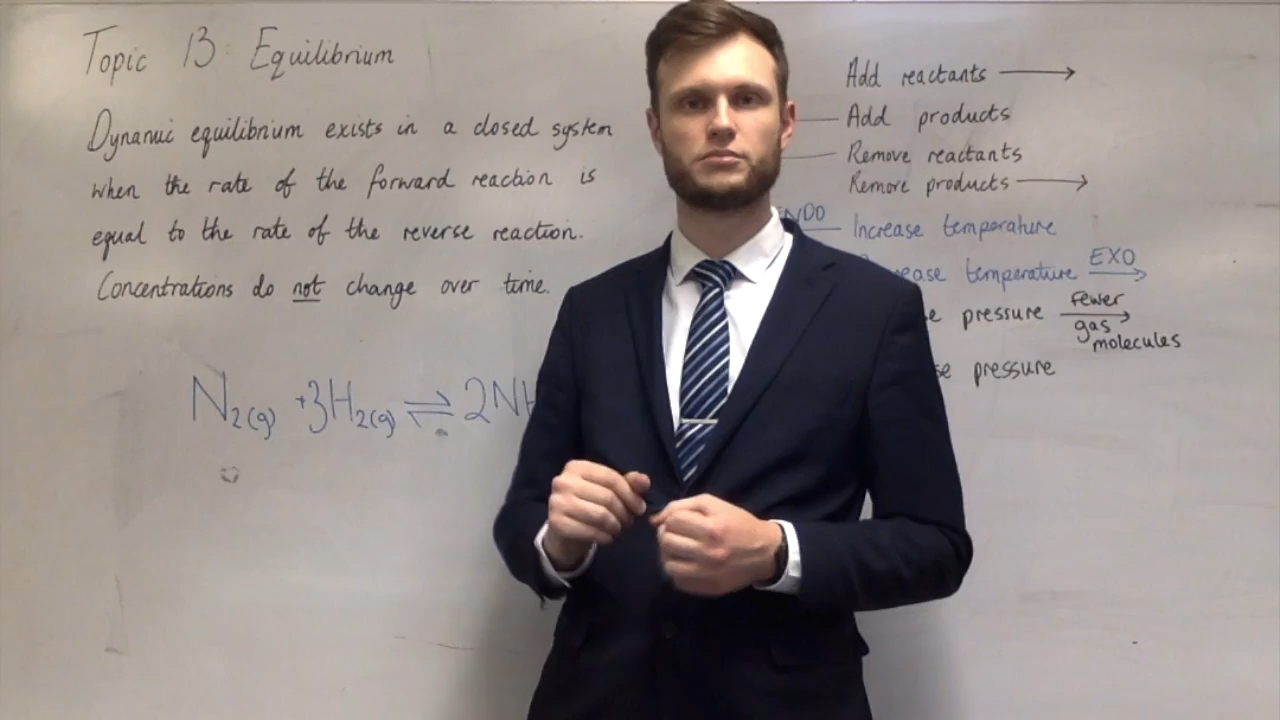 Topic 13: Equilibrium
Dynamic equilibrium exists in a closed system
when the rate of the forward reaction is
equal to the rate of the reverse reaction.
Concentrations do not change over time.
N2(g) + 3H2(g) ⇌ 2NH
Add reactants →
Add products
Remove reactants
Remove products →
ENDO Increase temperature
temperature EXO →
pressure fewer →
gas
molecules
pressure